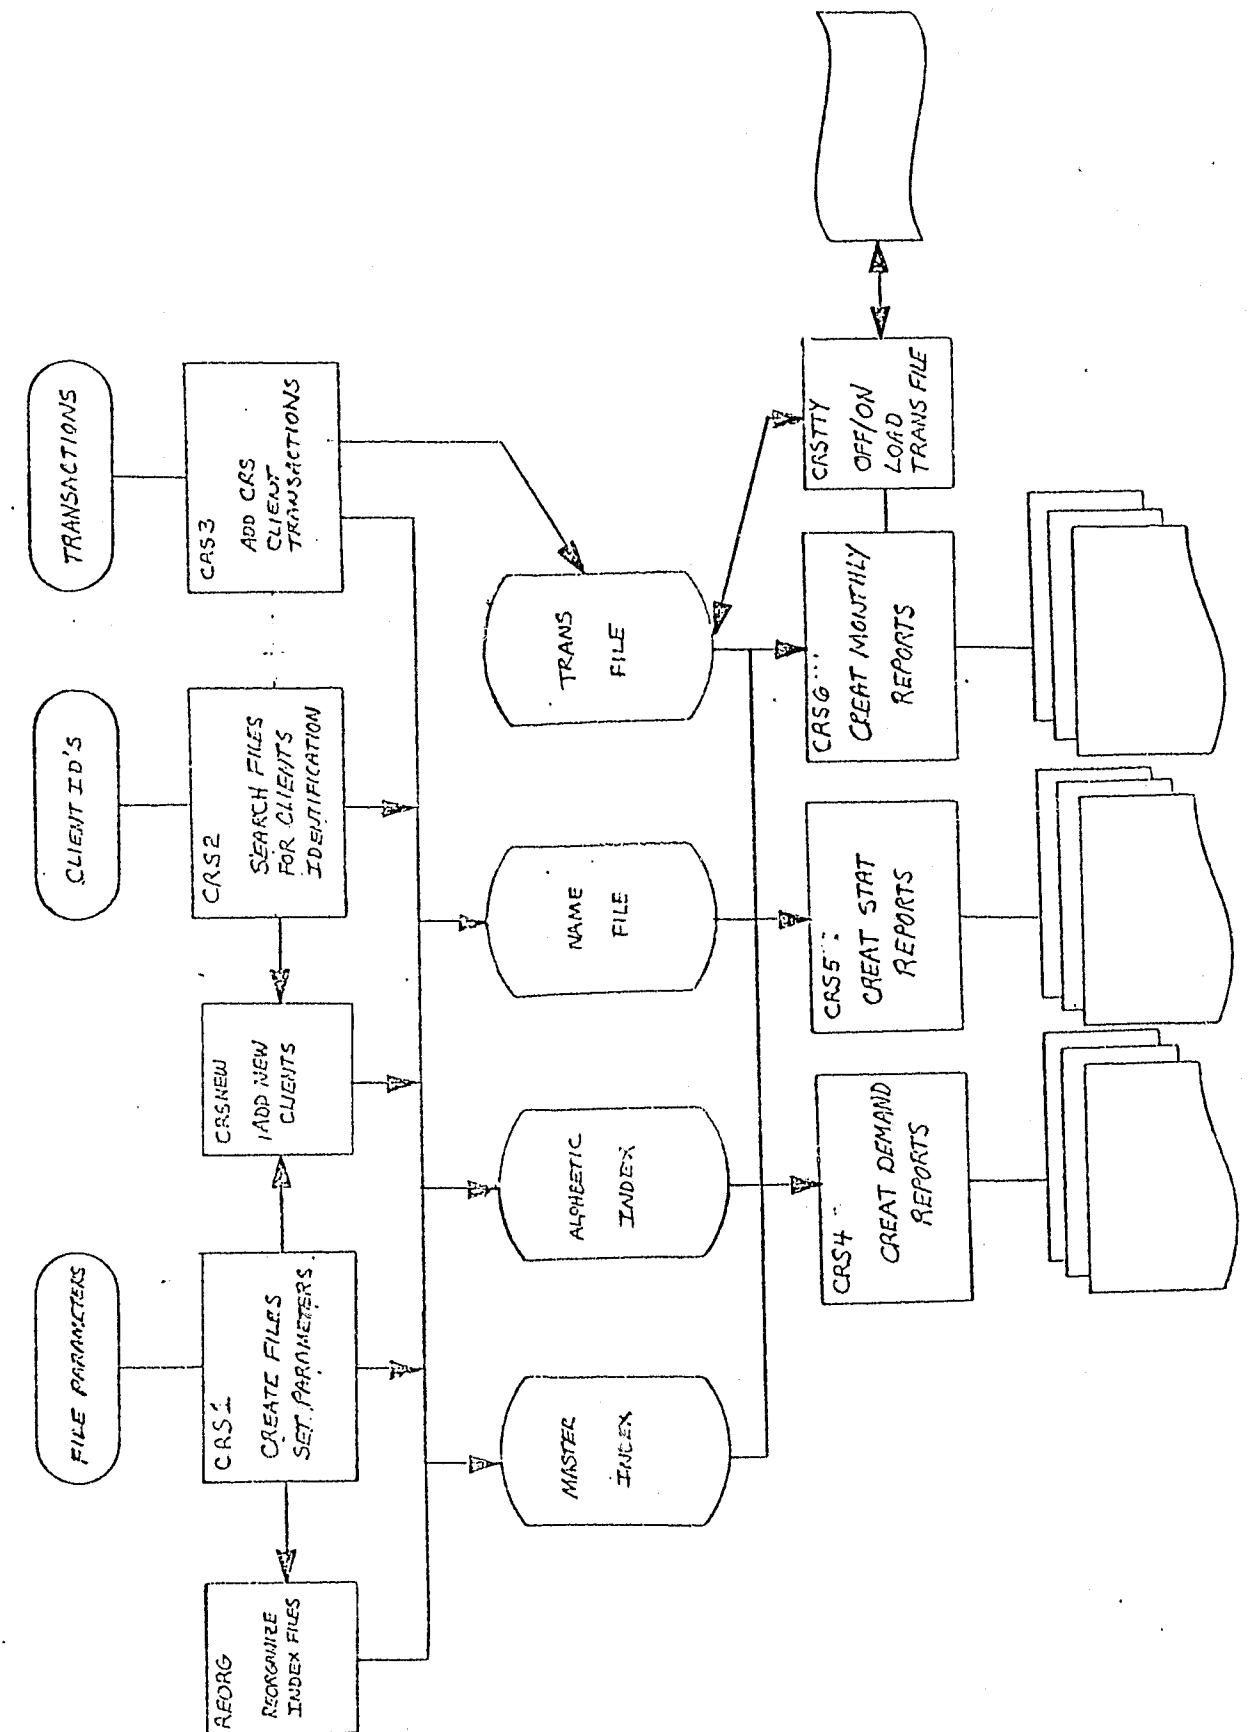 FILE PARAMETERS
CLIENT ID'S
TRANSACTIONS
REORG
REORGANIZE
INDEX FILES
CRS1
CREATE FILES
SET PARAMETERS
CRSNEW
ADD NEW
CLIENTS
CRS2
SEARCH FILES
FOR CLIENTS
IDENTIFICATION
CRS3
ADD CRS
CLIENT
TRANSACTIONS
MASTER
INDEX
ALPHBETIC
INDEX
NAME
FILE
TRANS
FILE
CRS4
CREAT DEMAND
REPORTS
CRS5
CREAT STAT
REPORTS
CRS6
CREAT MONTHLY
REPORTS
CRSTTY
OFF/ON
LOAD
TRANS FILE